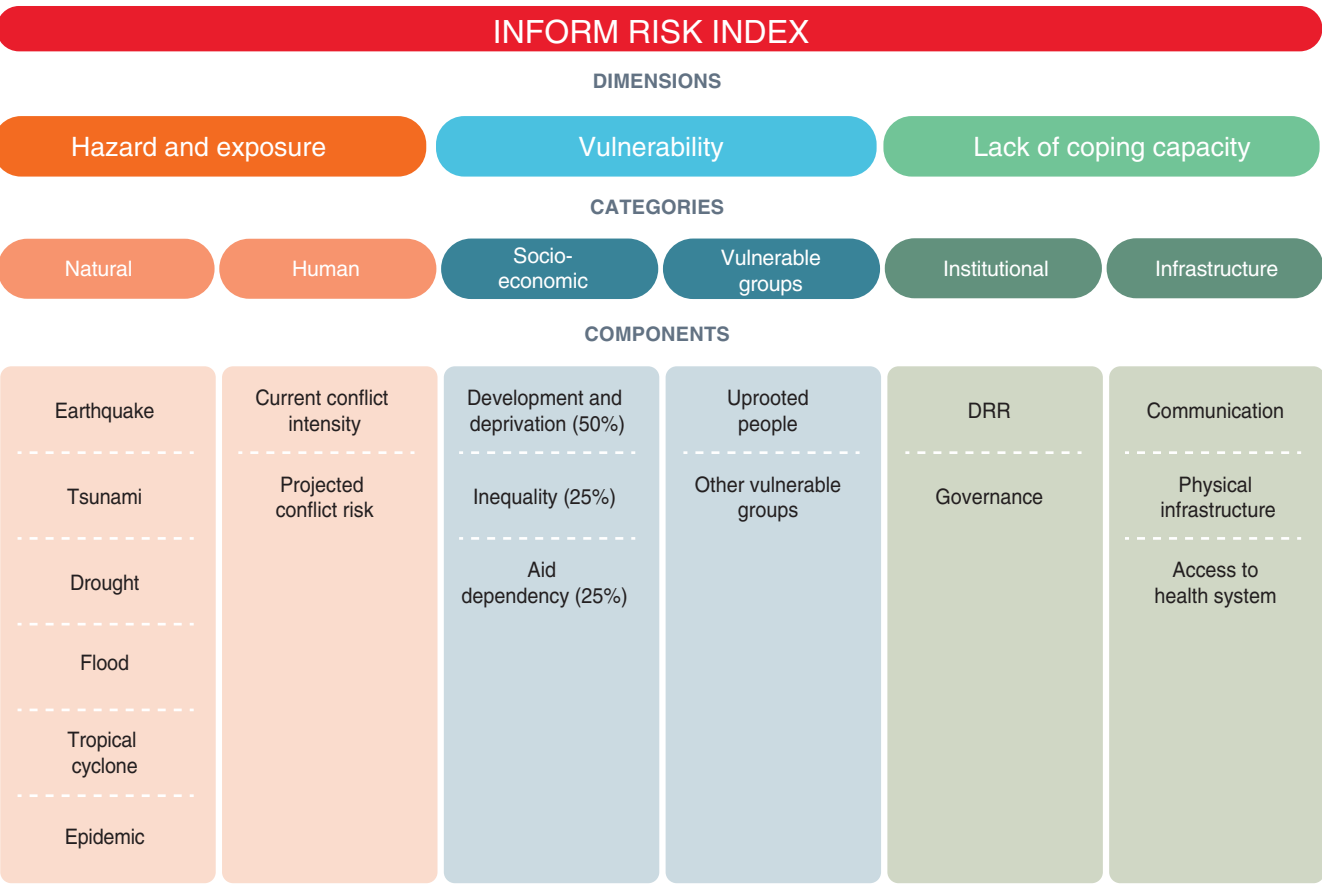 INFORM RISK INDEX
DIMENSIONS
Hazard and exposure
Vulnerability
Lack of coping capacity
CATEGORIES
Natural
Human
Socio-
economic
Vulnerable
groups
Institutional
Infrastructure
COMPONENTS
Earthquake
Tsunami
Drought
Flood
Tropical
cyclone
Epidemic
Current conflict
intensity
Projected
conflict risk
Development and
deprivation (50%)
Inequality (25%)
Aid
dependency (25%)
Uprooted
people
Other vulnerable
groups
DRR
Governance
Communication
Physical
infrastructure
Access to
health system